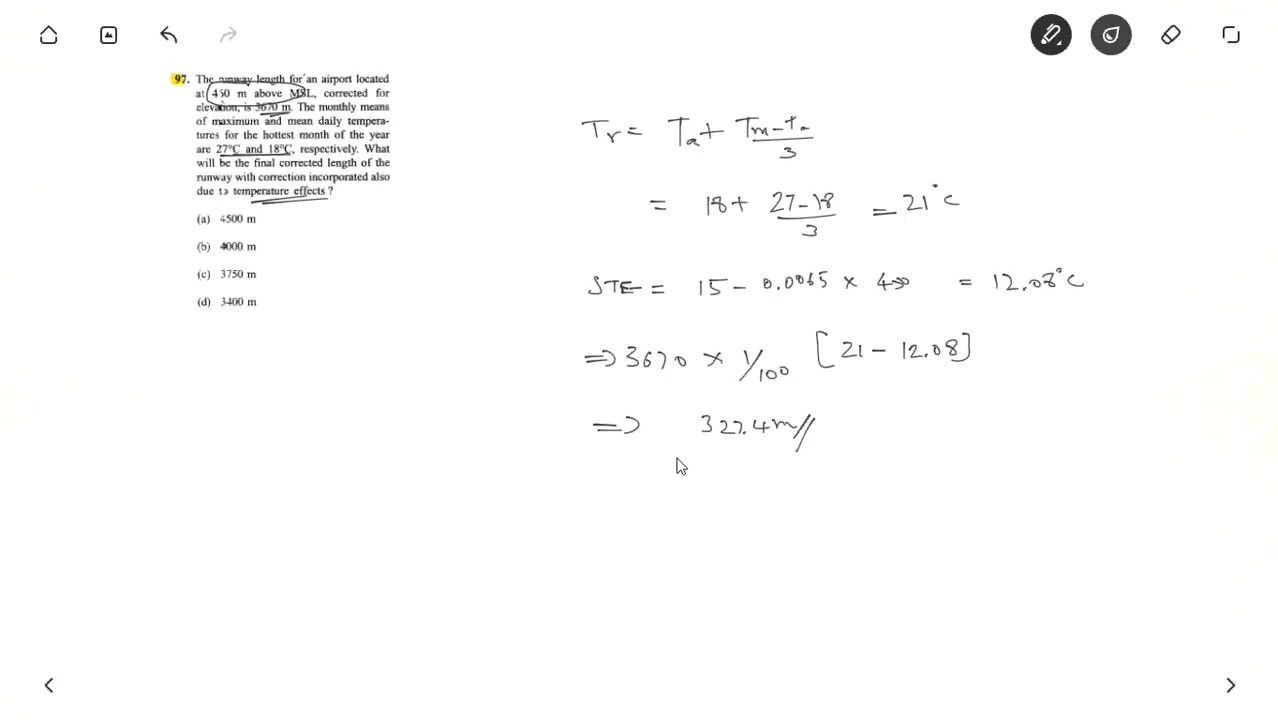 97. The runway length for an airport located
at 450 m above MSL, corrected for
elevation, is 3670 m. The monthly means
of maximum and mean daily tempera-
tures for the hottest month of the year
are 27°C and 18°C, respectively. What
will be the final corrected length of the
runway with correction incorporated also
due to temperature effects ?
(a) 4500 m
(b) 4000 m
(c) 3750 m
(d) 3400 m
Tr = Ta + Tm - Ta / 3
= 18 + 27 - 18 / 3 = 21°C
STE = 15 - 0.0065 × 450 = 12.08°C
⇒ 3670 × 1/100 [21 - 12.08]
⇒ 327.4m//